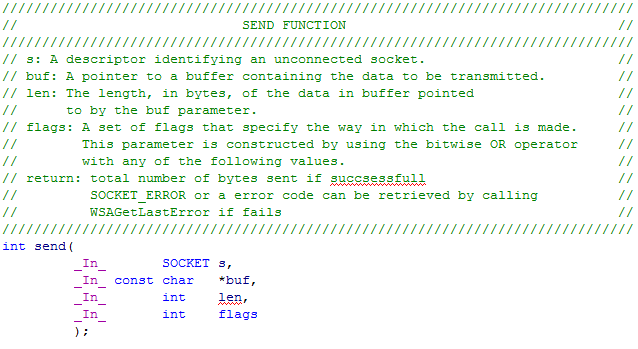 ///////////////////////////////////////////////////////////////////////////////
//                            SEND FUNCTION                                  //
///////////////////////////////////////////////////////////////////////////////
// s: A descriptor identifying an unconnected socket.                        //
// buf: A pointer to a buffer containing the data to be transmitted.         //
// len: The length, in bytes, of the data in buffer pointed                  //
//      to by the buf parameter.                                             //
// flags: A set of flags that specify the way in which the call is made.     //
//        This parameter is constructed by using the bitwise OR operator     //
//        with any of the following values.                                  //
// return: total number of bytes sent if succsessfull                        //
//         SOCKET_ERROR or a error code can be retrieved by calling          //
//         WSAGetLastError if fails                                          //
///////////////////////////////////////////////////////////////////////////////
int send(
         _In_       SOCKET s,
         _In_ const char   *buf,
         _In_       int    len,
         _In_       int    flags
         );